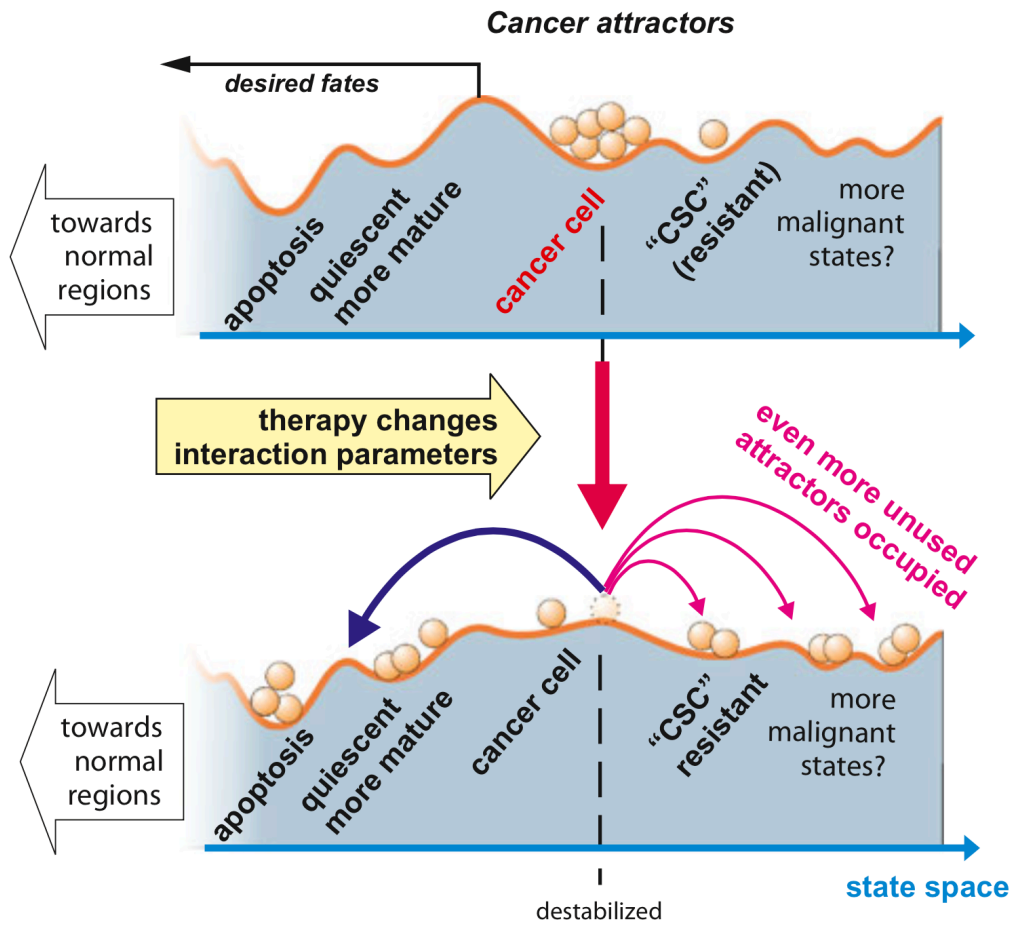 Cancer attractors
desired fates
towards
normal
regions
apoptosis
quiescent
more mature
cancer cell
“CSC”
(resistant)
more
malignant
states?
therapy changes
interaction parameters
even more unused
attractors occupied
towards
normal
regions
apoptosis
quiescent
more mature
cancer cell
“CSC”
resistant
more
malignant
states?
state space
destabilized